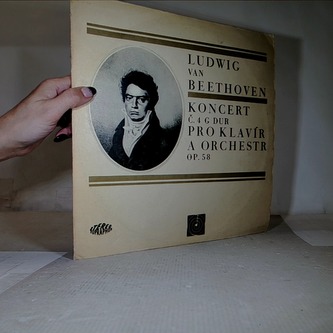 LUDWIG
VAN
BEETHOVEN
KONCERT
Č. 4 G DUR
PRO KLAVÍR
A ORCHESTR
OP. 58